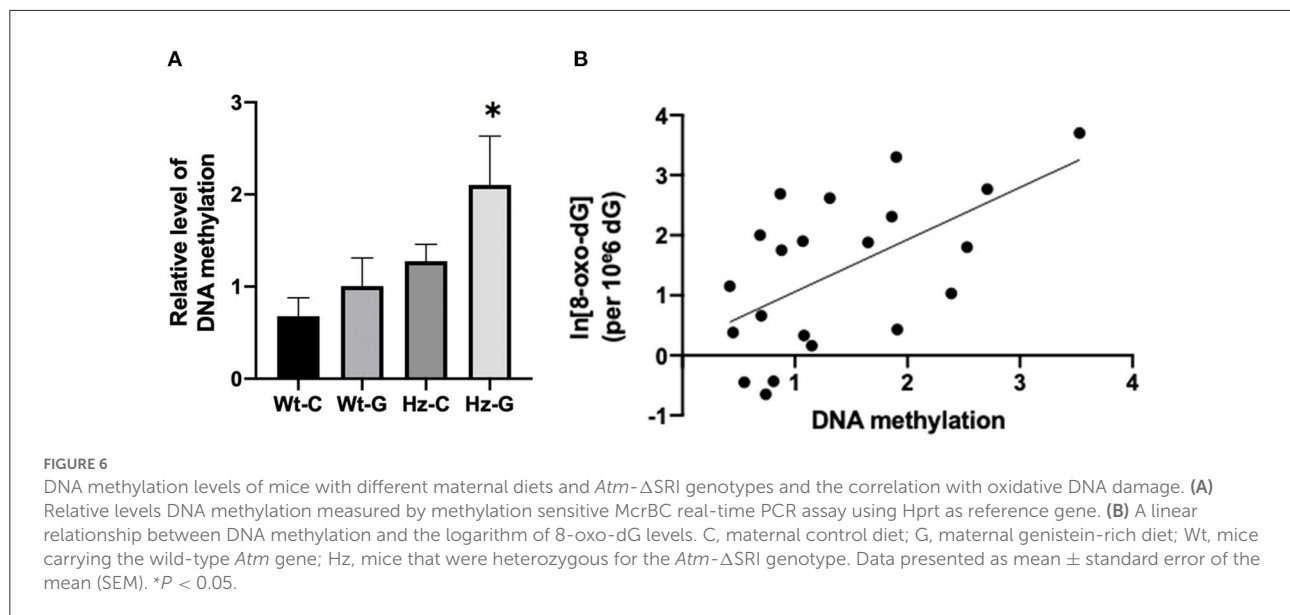 A
B
Relative level of
DNA methylation
3
2
1
0
*
Wt-C Wt-G Hz-C Hz-G
ln[8-oxo-dG]
(per 10^e6 dG)
4
3
2
1
0
-1
1 2 3 4
DNA methylation
FIGURE 6
DNA methylation levels of mice with different maternal diets and Atm-ΔSRI genotypes and the correlation with oxidative DNA damage. (A)
Relative levels DNA methylation measured by methylation sensitive McrBC real-time PCR assay using Hprt as reference gene. (B) A linear
relationship between DNA methylation and the logarithm of 8-oxo-dG levels. C, maternal control diet; G, maternal genistein-rich diet; Wt, mice
carrying the wild-type Atm gene; Hz, mice that were heterozygous for the Atm-ΔSRI genotype. Data presented as mean ± standard error of the
mean (SEM). *P < 0.05.